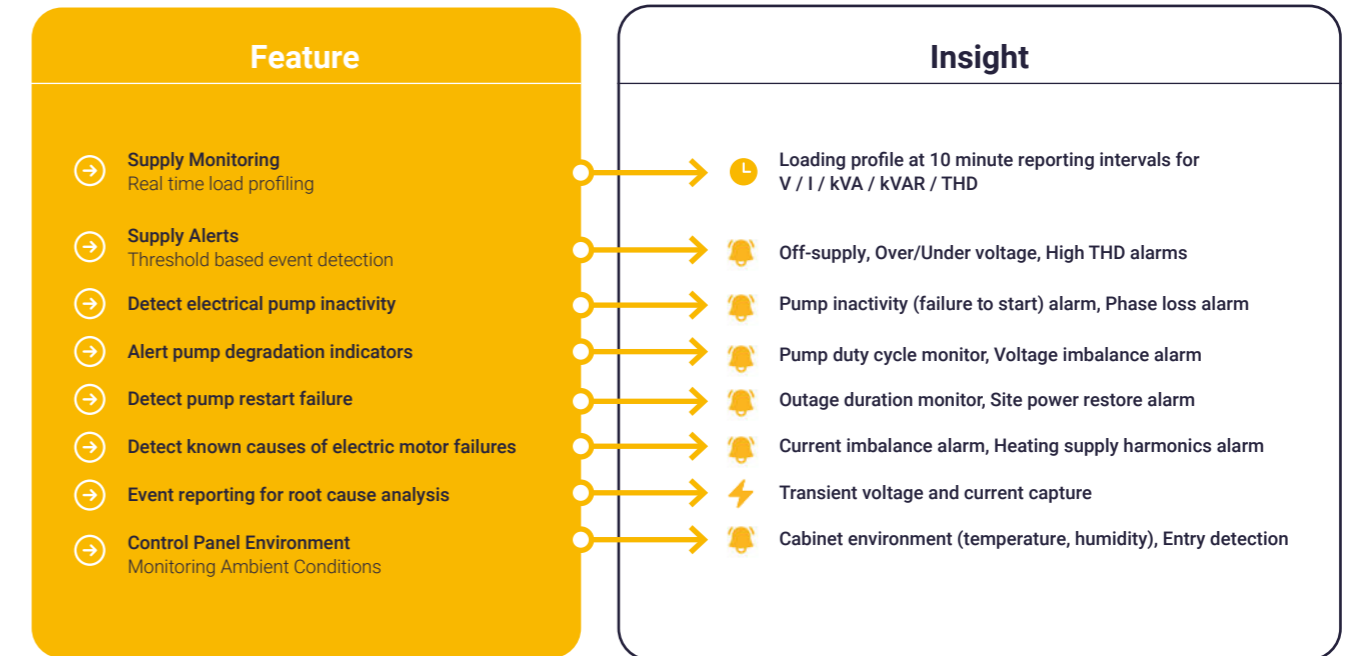 Feature
Insight
Supply Monitoring
Real time load profiling
Loading profile at 10 minute reporting intervals for
V / I / kVA / kVAR / THD
Supply Alerts
Threshold based event detection
Off-supply, Over/Under voltage, High THD alarms
Detect electrical pump inactivity
Pump inactivity (failure to start) alarm, Phase loss alarm
Alert pump degradation indicators
Pump duty cycle monitor, Voltage imbalance alarm
Detect pump restart failure
Outage duration monitor, Site power restore alarm
Detect known causes of electric motor failures
Current imbalance alarm, Heating supply harmonics alarm
Event reporting for root cause analysis
Transient voltage and current capture
Control Panel Environment
Monitoring Ambient Conditions
Cabinet environment (temperature, humidity), Entry detection